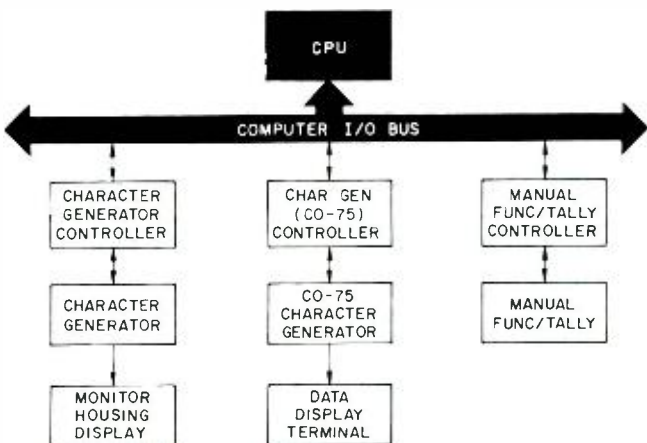 CPU
COMPUTER I/O BUS
CHARACTER
GENERATOR
CONTROLLER
CHAR GEN
(CO-75)
CONTROLLER
MANUAL
FUNC/TALLY
CONTROLLER
CHARACTER
GENERATOR
CO-75
CHARACTER
GENERATOR
MANUAL
FUNC/TALLY
MONITOR
HOUSING
DISPLAY
DATA
DISPLAY
TERMINAL